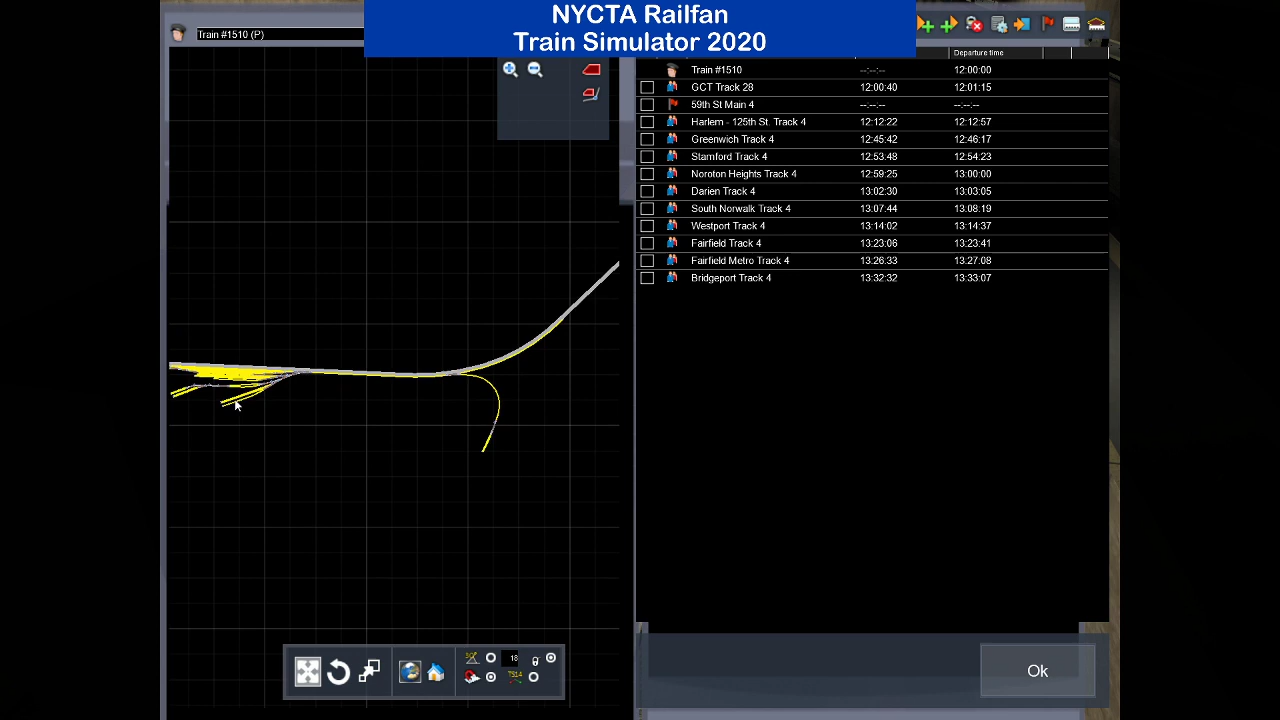 NYCTA Railfan
Train Simulator 2020
Train #1510 (P)
Departure time
Train #1510 --:--:-- 12:00:00
GCT Track 28 12:00:40 12:01:15
59th St Main 4 --:--:-- --:--:--
Harlem - 125th St. Track 4 12:12:22 12:12:57
Greenwich Track 4 12:45:42 12:46:17
Stamford Track 4 12:53:48 12:54:23
Noroton Heights Track 4 12:59:25 13:00:00
Darien Track 4 13:02:30 13:03:05
South Norwalk Track 4 13:07:44 13:08:19
Westport Track 4 13:14:02 13:14:37
Fairfield Track 4 13:23:06 13:23:41
Fairfield Metro Track 4 13:26:33 13:27:08
Bridgeport Track 4 13:32:32 13:33:07
18
TS14
Ok